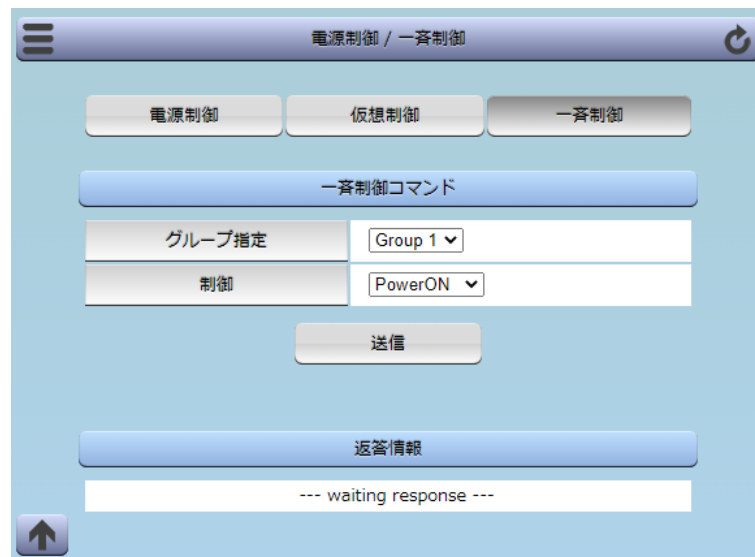 電源制御 / 一斉制御
電源制御 仮想制御 一斉制御
一斉制御コマンド
グループ指定 Group 1
制御 PowerON
送信
返答情報
--- waiting response ---